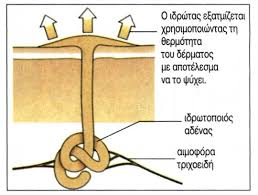 Ο ιδρώτας εξατμίζεται
χρησιμοποιώντας τη
θερμότητα
του δέρματος
με αποτέλεσμα
να το ψύχει.
ιδρωτοποιός
αδένας
αιμοφόρα
τριχοειδή